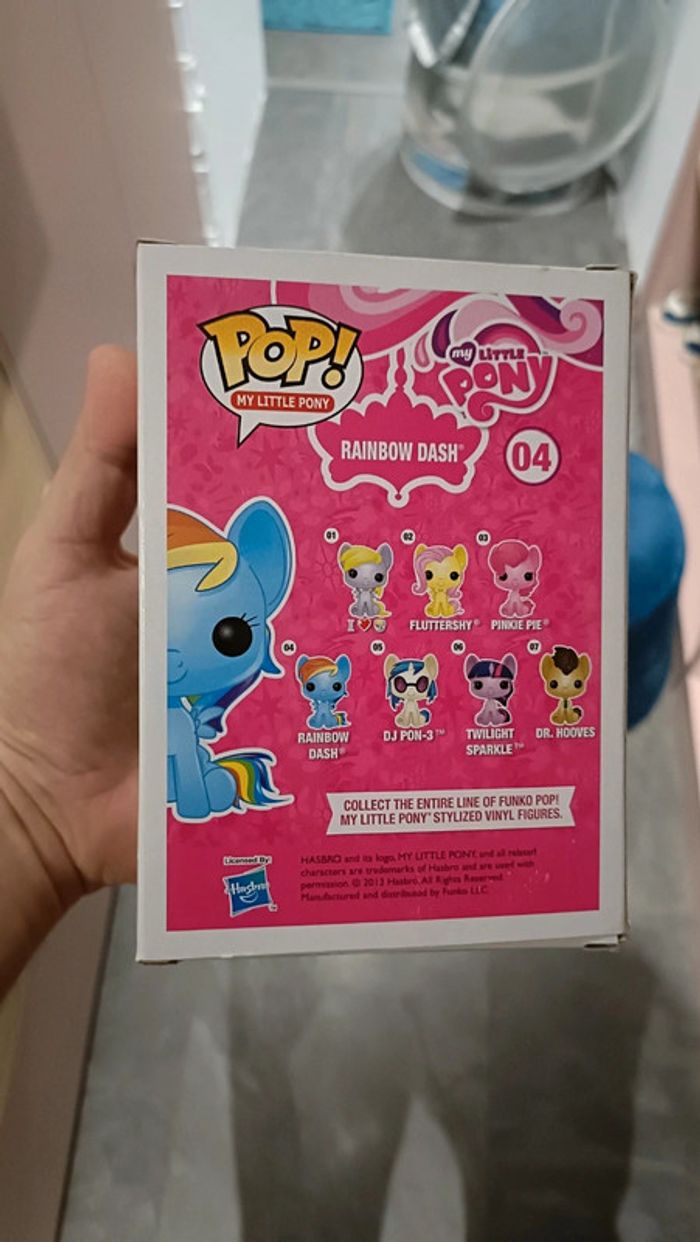 POP!
MY LITTLE PONY
my LITTLE
PONY
RAINBOW DASH®
04
01
02
03
I
FLUTTERSHY®
PINKIE PIE®
04
05
06
07
RAINBOW
DASH®
DJ PON-3™
TWILIGHT
SPARKLE™
DR. HOOVES
COLLECT THE ENTIRE LINE OF FUNKO POP!
MY LITTLE PONY® STYLIZED VINYL FIGURES.
Licensed By:
Hasbro
HASBRO and its logo, MY LITTLE PONY, and all related
characters are trademarks of Hasbro and are used with
permission. © 2013 Hasbro. All Rights Reserved.
Manufactured and distributed by Funko LLC.